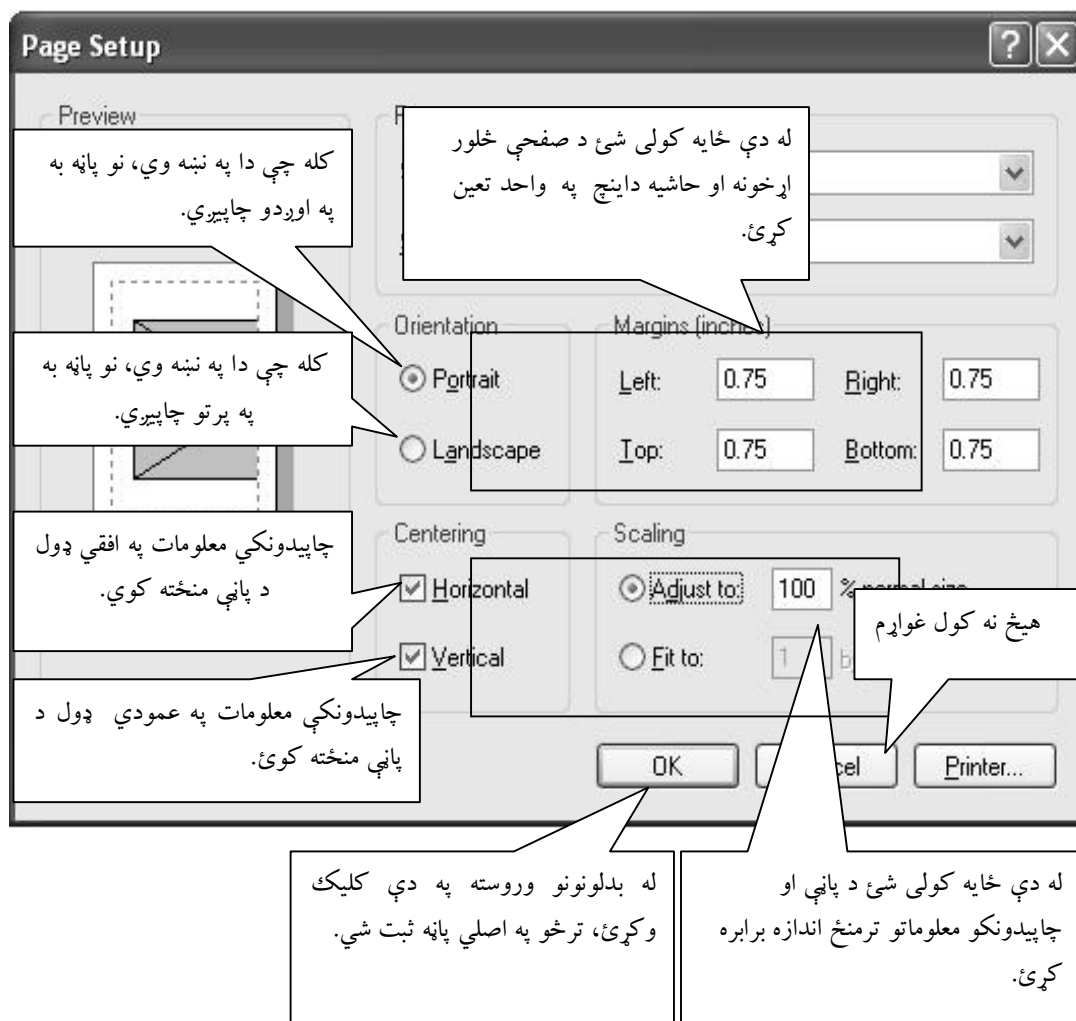 Page Setup
Preview
کله چې دا په نښه وي، نو پاڼه به
په اوږدو چاپیږي.
له دې ځایه کولی شئ د صفحې څلور
اړخونه او حاشیه داینچ په واحد تعین
کړئ.
Orientation
Margins (inches)
کله چې دا په نښه وي، نو پاڼه به
په پرتو چاپیږي.
Portrait
Left: 0.75 Right: 0.75
Landscape
Top: 0.75 Bottom: 0.75
چاپیدونکي معلومات په افقي ډول
د پاڼې منځته کوي.
Centering
Scaling
Horizontal
Adjust to: 100 % normal size
هیڅ نه کول غواړم
Vertical
Fit to: 1
چاپیدونکې معلومات په عمودي ډول د
پاڼې منځته کوئ.
OK
Printer...
له بدلونونو وروسته په دې کلیک
وکړئ، ترڅو په اصلي پاڼه ثبت شي.
له دې ځایه کولی شئ د پاڼې او
چاپیدونکو معلوماتو ترمنځ اندازه برابره
کړئ.